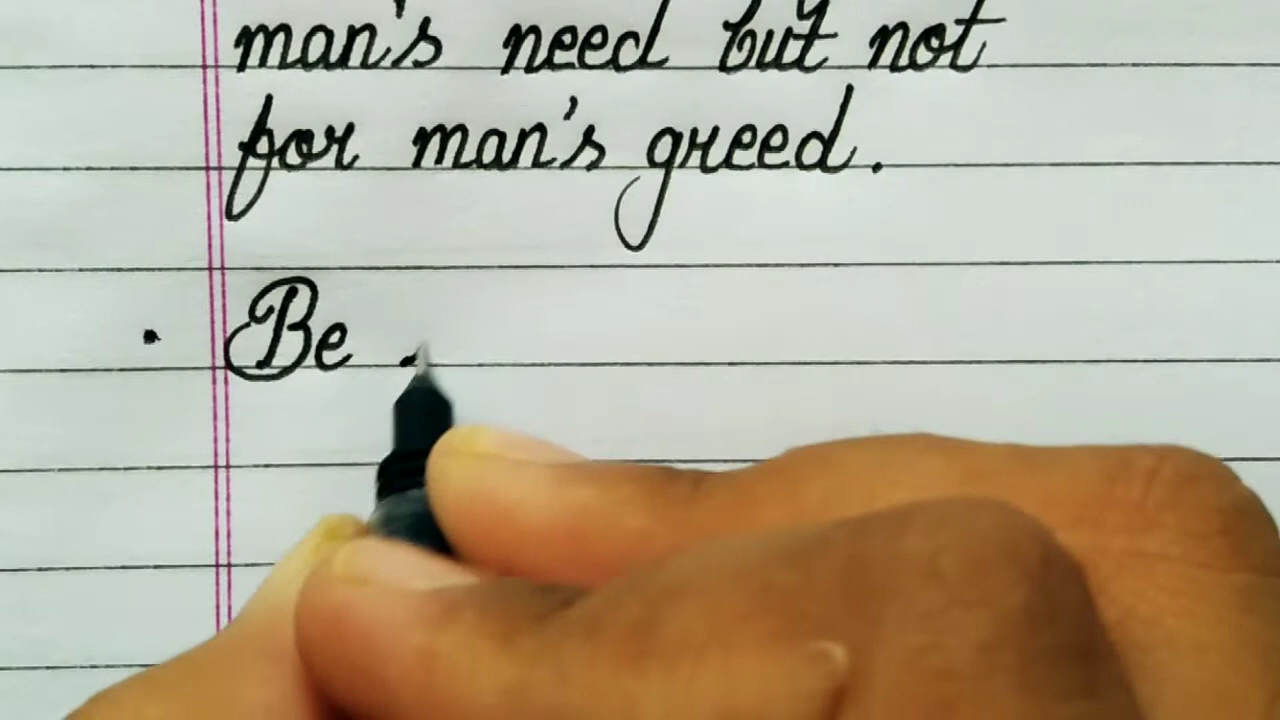 man's need but not
for man's greed.
• Be